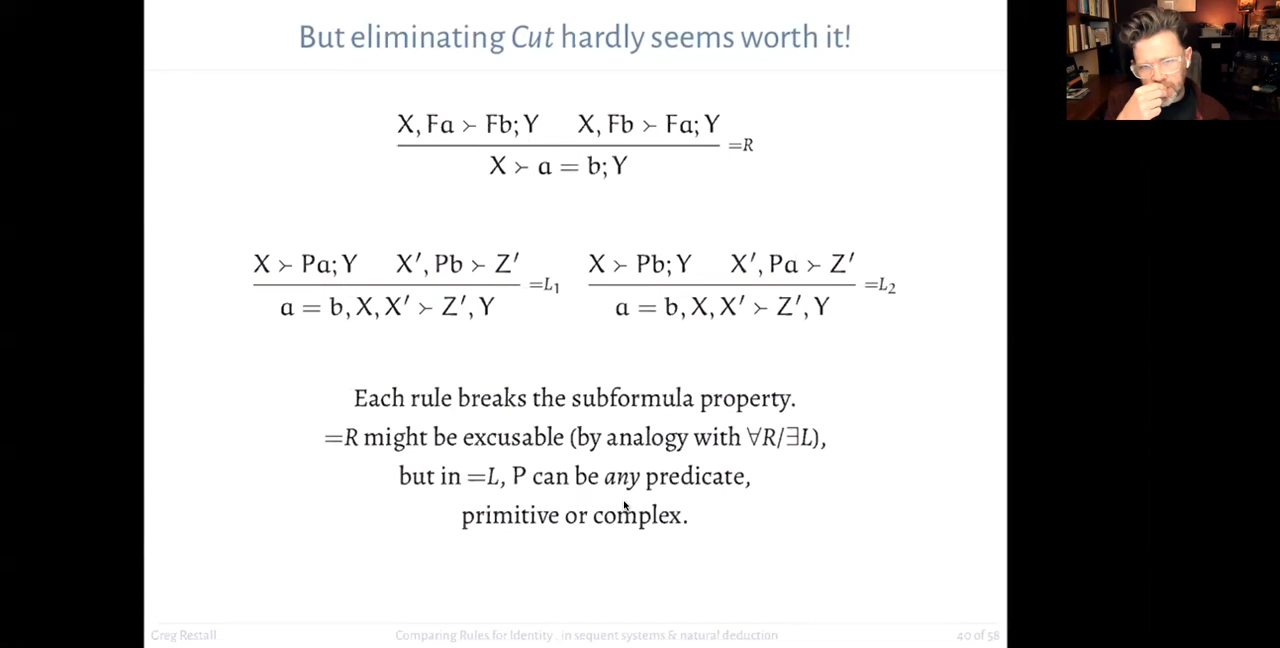 But eliminating Cut hardly seems worth it!
X, Fa ≻ Fb; Y X, Fb ≻ Fa; Y
=R
X ≻ a = b; Y
X ≻ Pa; Y X′, Pb ≻ Z′
=L₁
a = b, X, X′ ≻ Z′, Y
X ≻ Pb; Y X′, Pa ≻ Z′
=L₂
a = b, X, X′ ≻ Z′, Y
Each rule breaks the subformula property.
=R might be excusable (by analogy with ∀R/∃L),
but in =L, P can be any predicate,
primitive or complex.
Greg Restall
Comparing Rules for Identity . in sequent systems & natural deduction
40 of 58